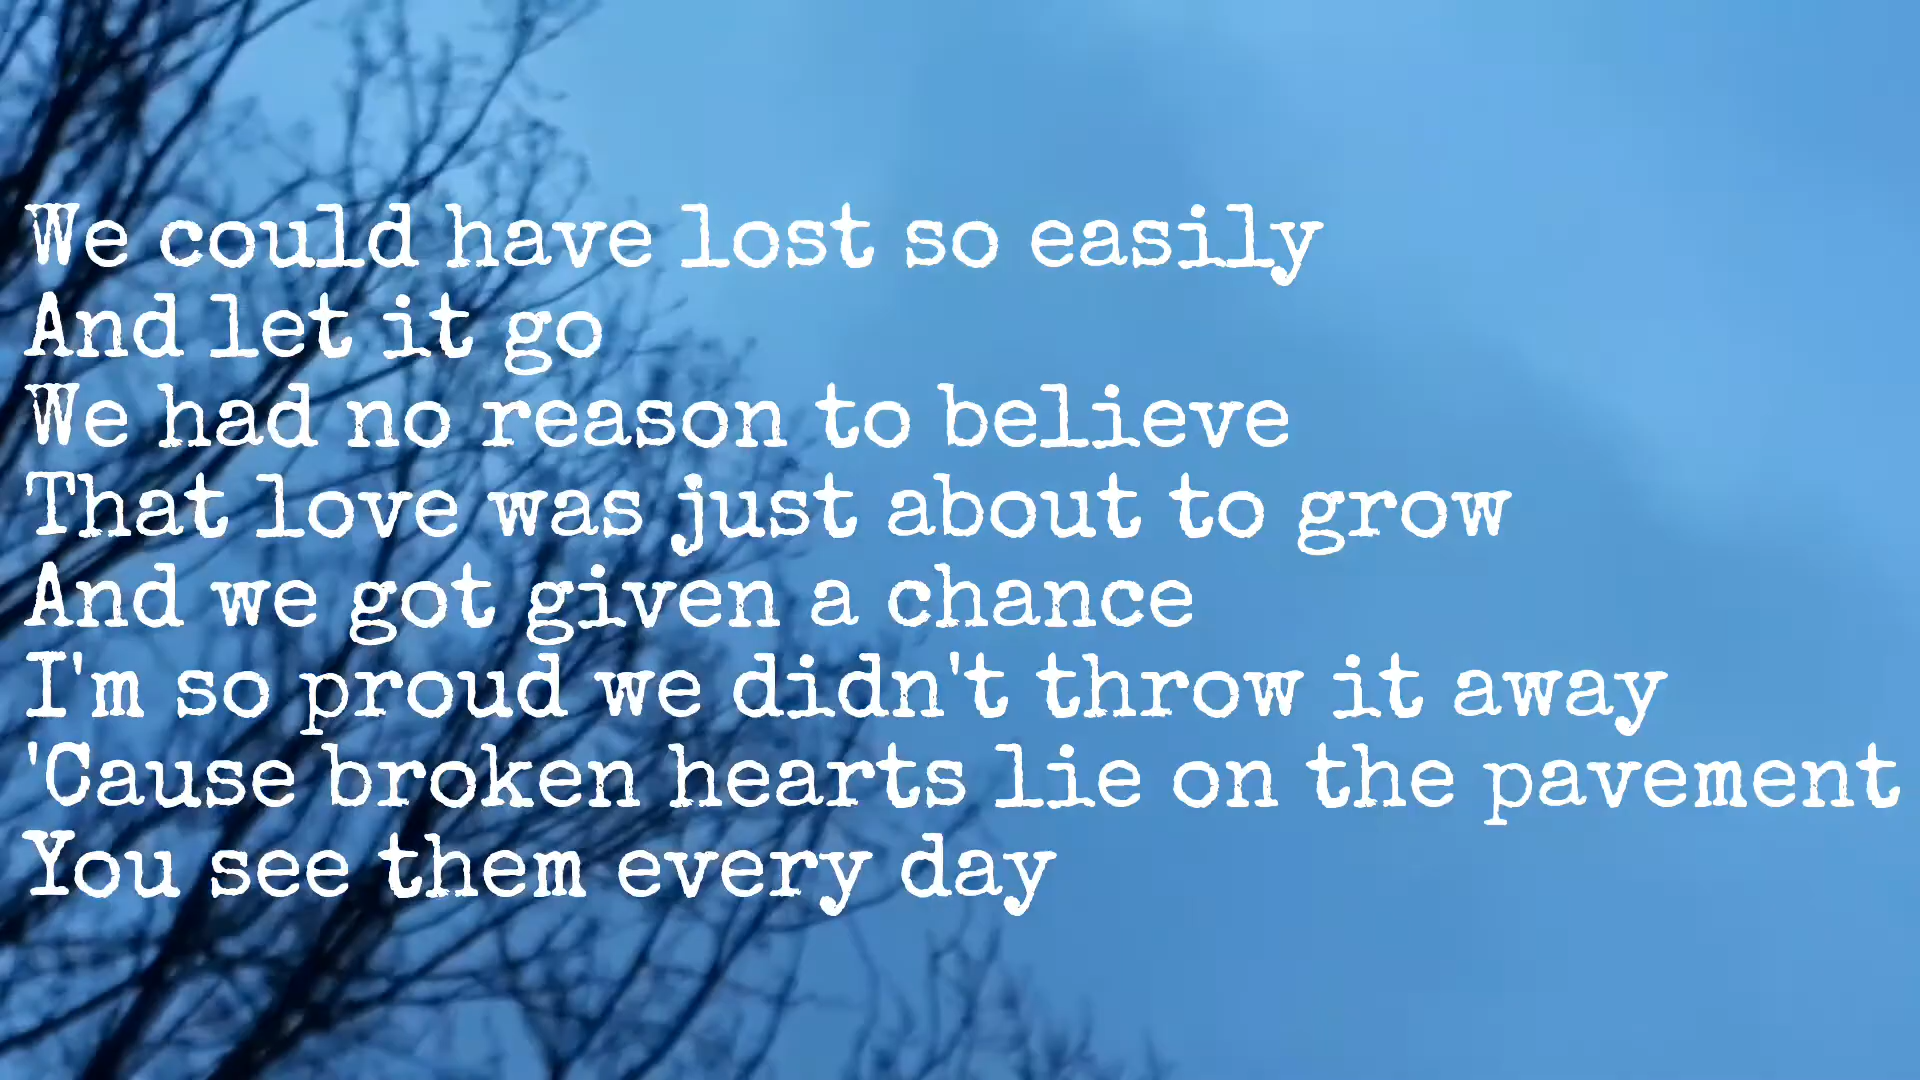 We could have lost so easily
And let it go
We had no reason to believe
That love was just about to grow
And we got given a chance
I'm so proud we didn't throw it away
'Cause broken hearts lie on the pavement
You see them every day